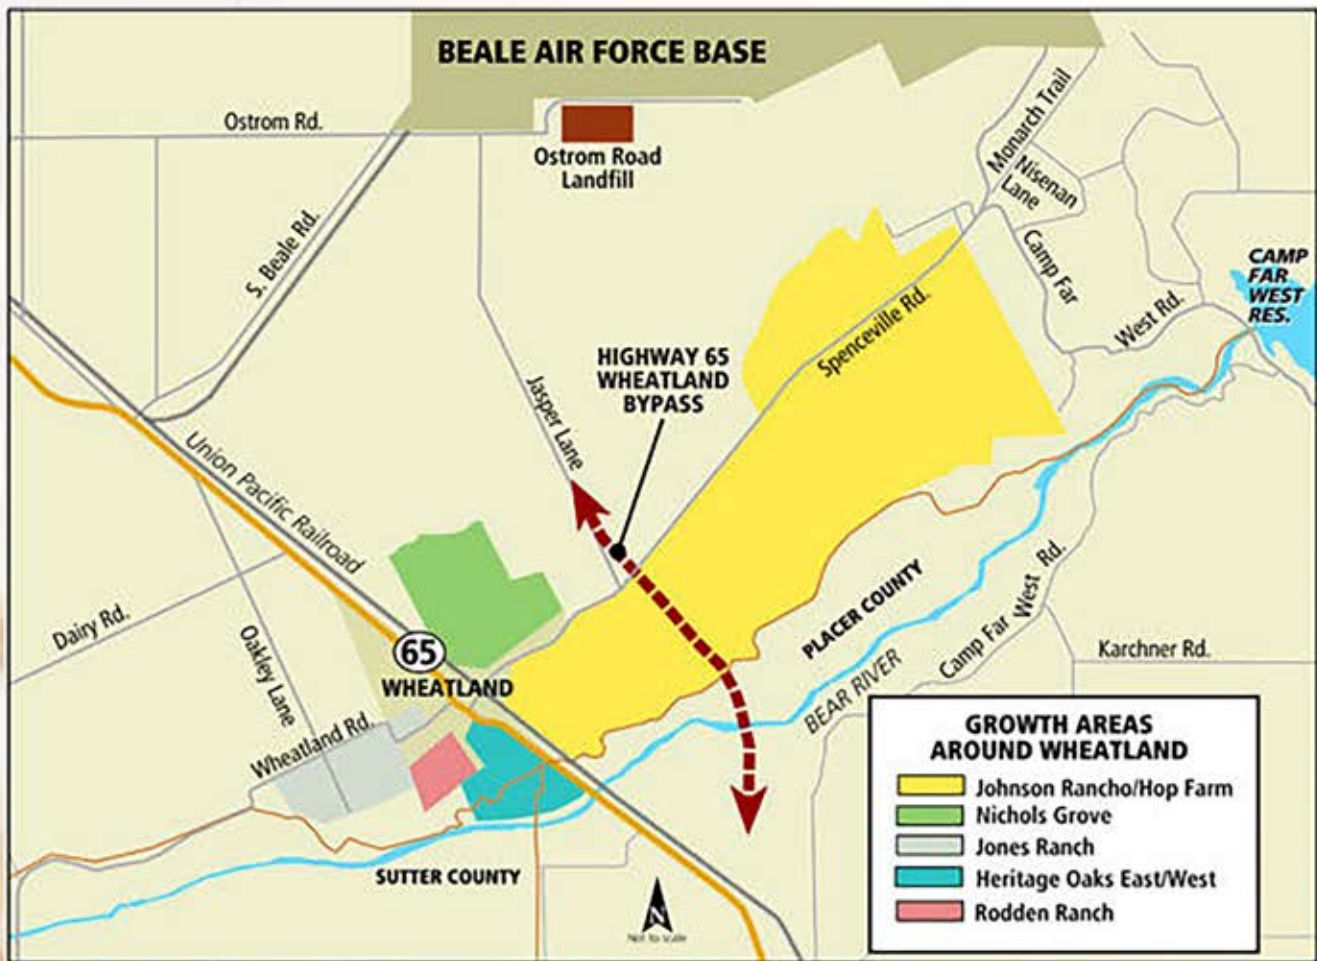 BEALE AIR FORCE BASE
Ostrom Rd.
Ostrom Road
Landfill
Monarch Trail
Nisenan
Lane
S. Beale Rd.
Camp Far
West Rd.
CAMP
FAR
WEST
RES.
Spenceville Rd.
HIGHWAY 65
WHEATLAND
BYPASS
Jasper Lane
Union Pacific Railroad
Dairy Rd.
Oakley Lane
65
WHEATLAND
Wheatland Rd.
PLACER COUNTY
BEAR RIVER
Camp Far West Rd.
Karchner Rd.
SUTTER COUNTY
N
Not to scale
GROWTH AREAS
AROUND WHEATLAND
Johnson Rancho/Hop Farm
Nichols Grove
Jones Ranch
Heritage Oaks East/West
Rodden Ranch